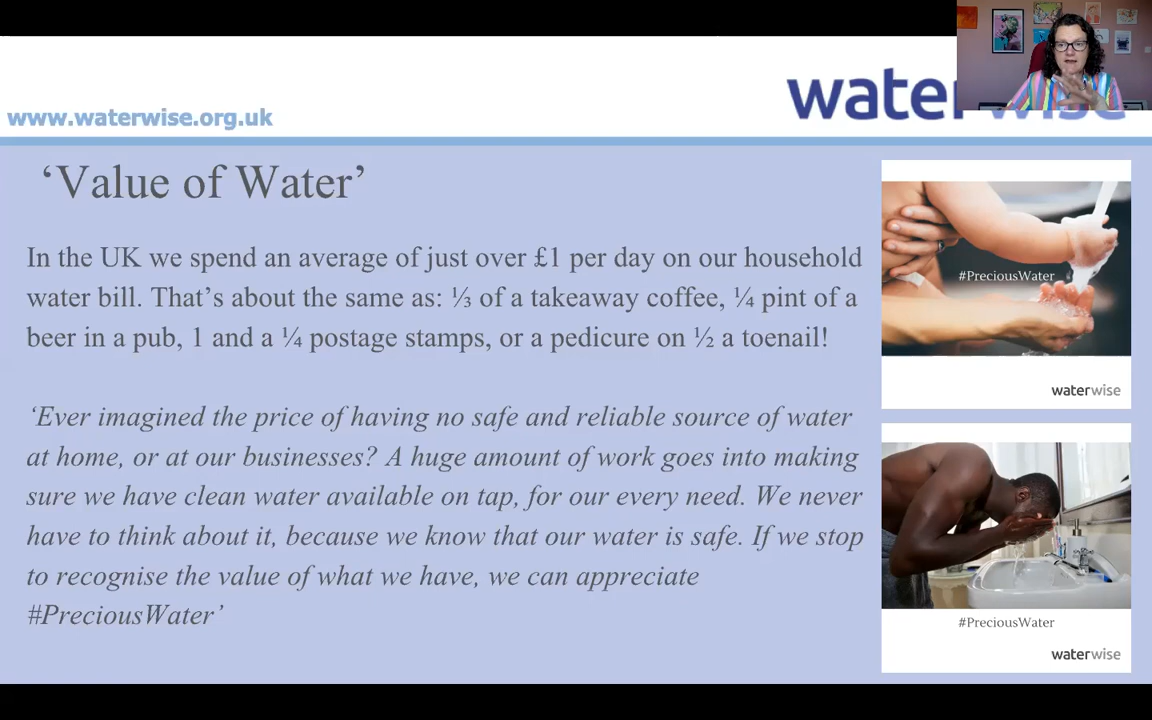 www.waterwise.org.uk
waterwise
‘Value of Water’
In the UK we spend an average of just over £1 per day on our household
water bill. That’s about the same as: ⅓ of a takeaway coffee, ¼ pint of a
beer in a pub, 1 and a ¼ postage stamps, or a pedicure on ½ a toenail!
‘Ever imagined the price of having no safe and reliable source of water
at home, or at our businesses? A huge amount of work goes into making
sure we have clean water available on tap, for our every need. We never
have to think about it, because we know that our water is safe. If we stop
to recognise the value of what we have, we can appreciate
#PreciousWater’
#PreciousWater
waterwise
#PreciousWater
waterwise